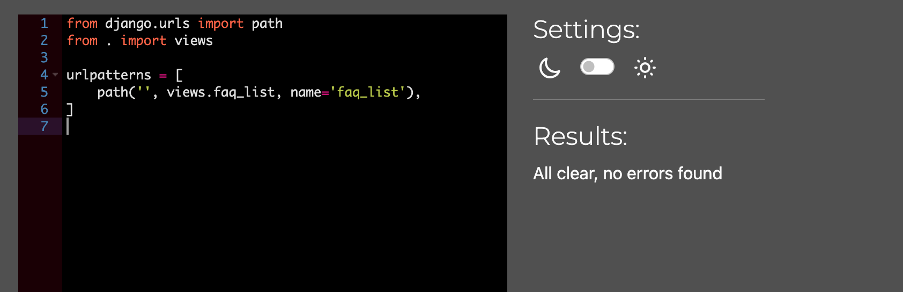 1 from django.urls import path
2 from . import views
3
4 urlpatterns = [
5     path('', views.faq_list, name='faq_list'),
6 ]
7
Settings:
Results:
All clear, no errors found